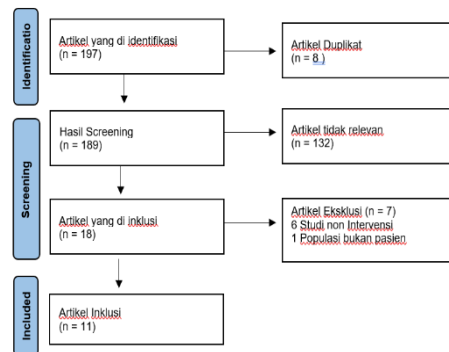 Identificatio
Artikel yang di identifikasi
(n = 197)
Artikel Duplikat
(n = 8 )
Screening
Hasil Screening
(n = 189)
Artikel tidak relevan
(n = 132)
Artikel yang di inklusi
(n = 18)
Artikel Eksklusi (n = 7)
6 Studi non Intervensi
1 Populasi bukan pasien
Included
Artikel Inklusi
(n = 11)